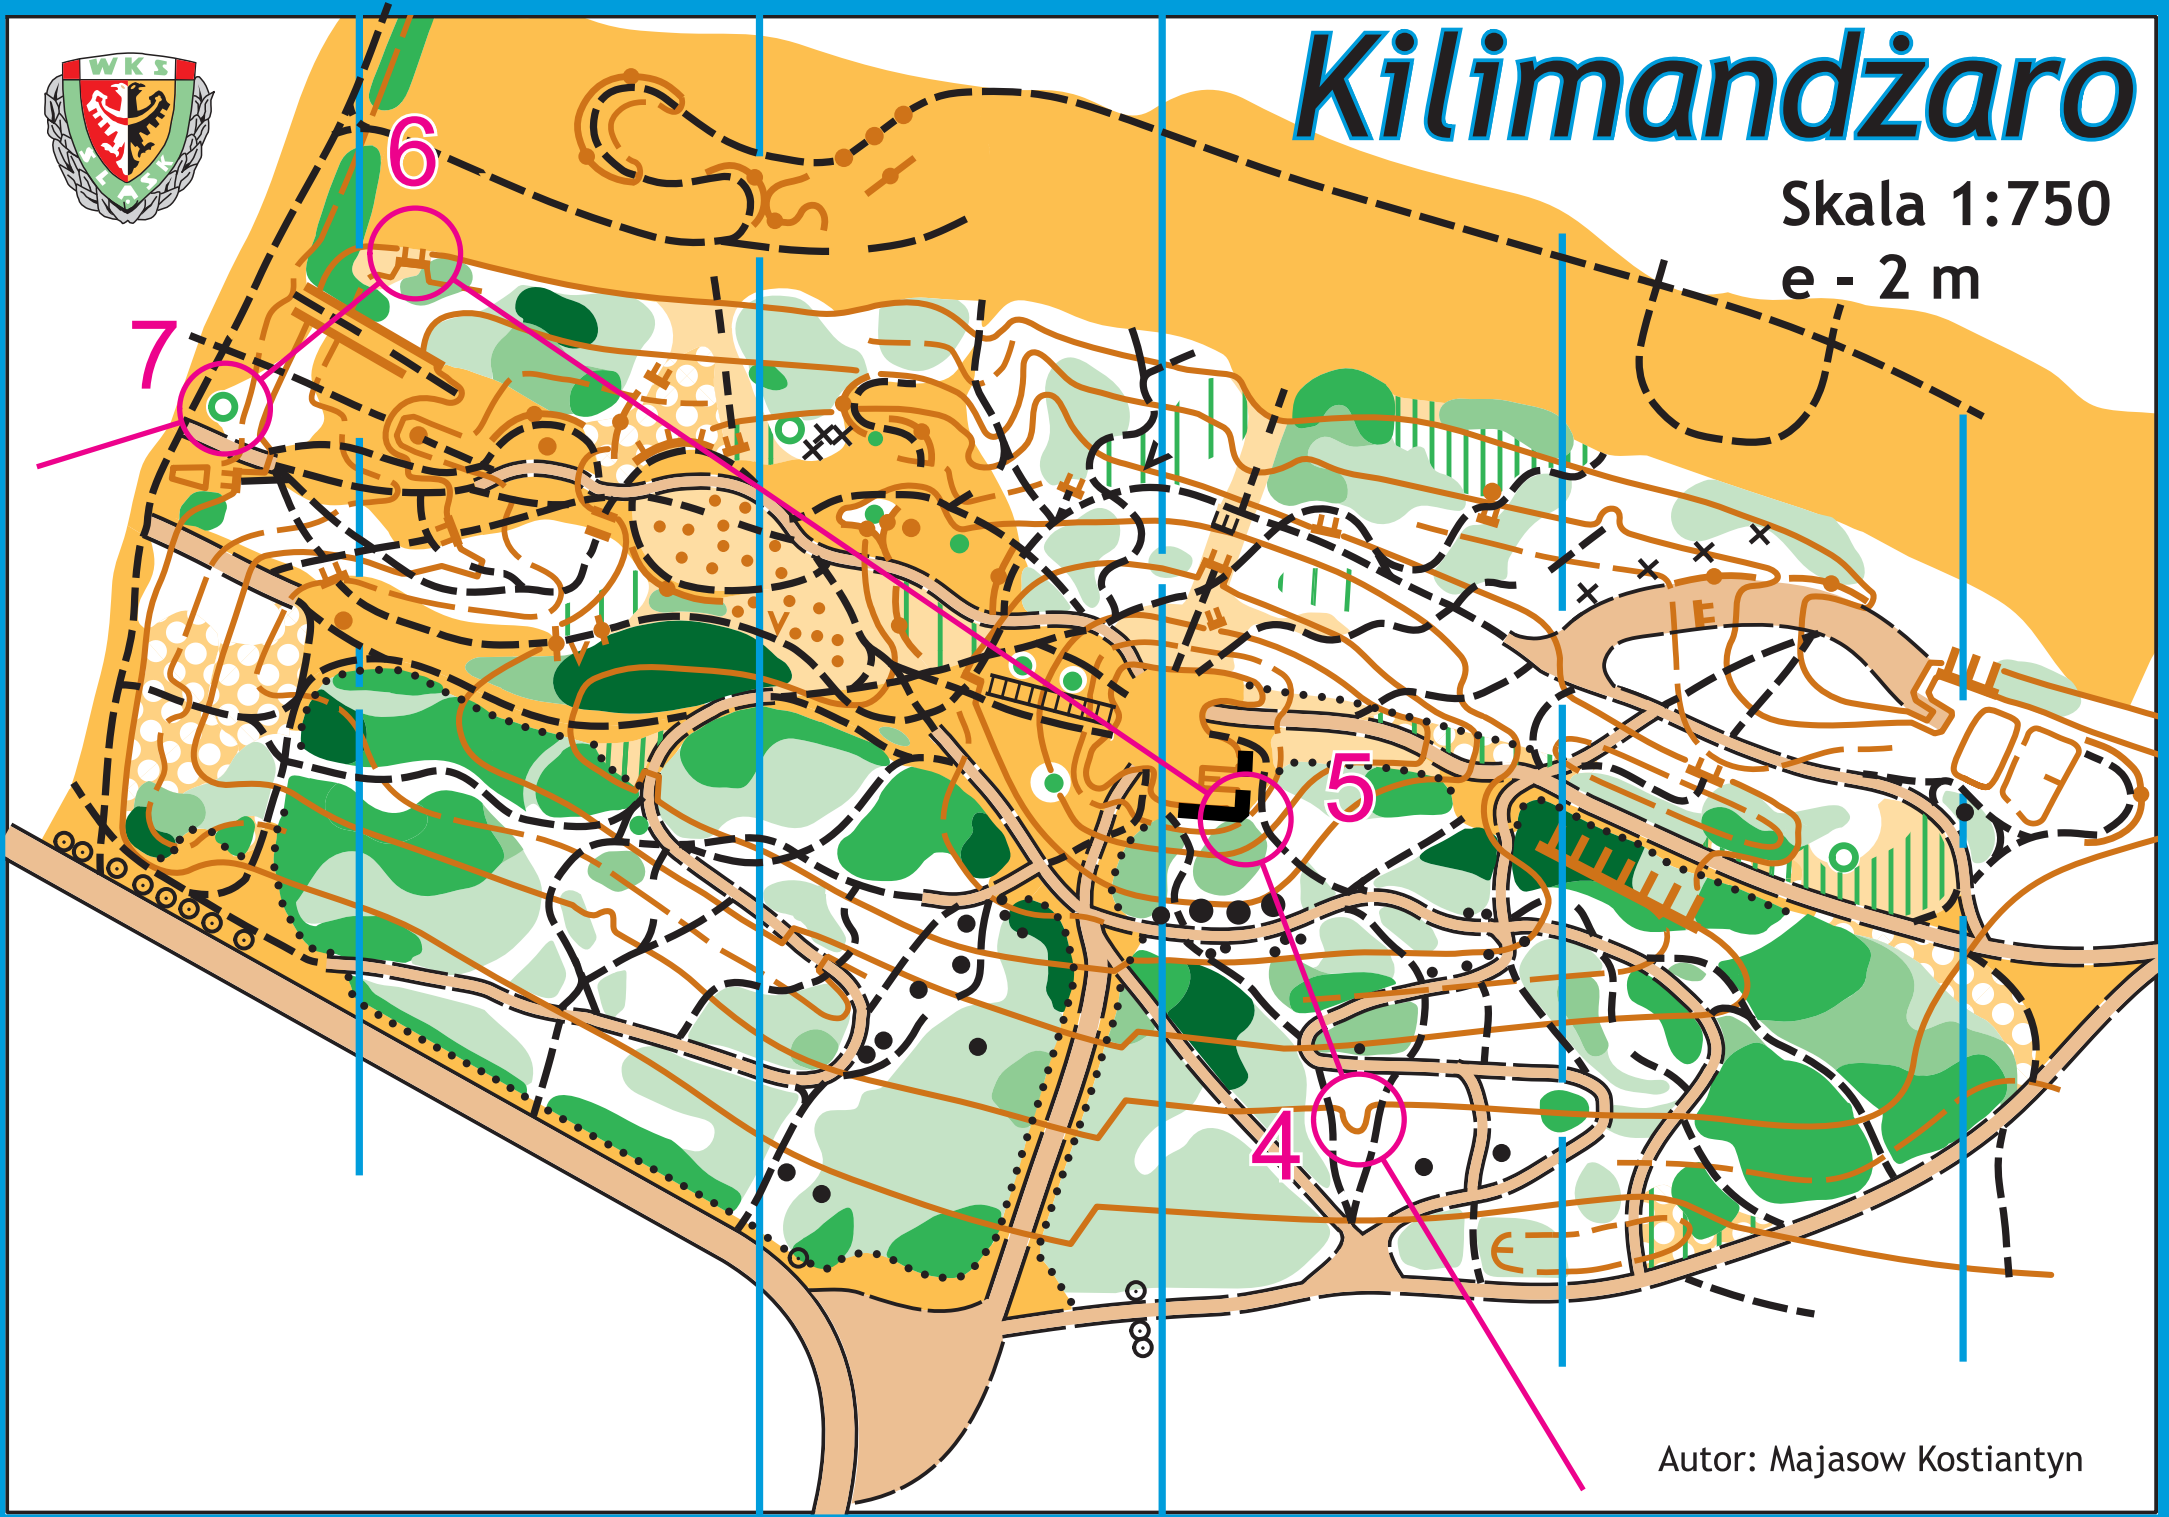 Kilimandżaro
WKS
ŚLĄSK
Skala 1:750
e - 2 m
6
7
5
4
Autor: Majasow Kostiantyn